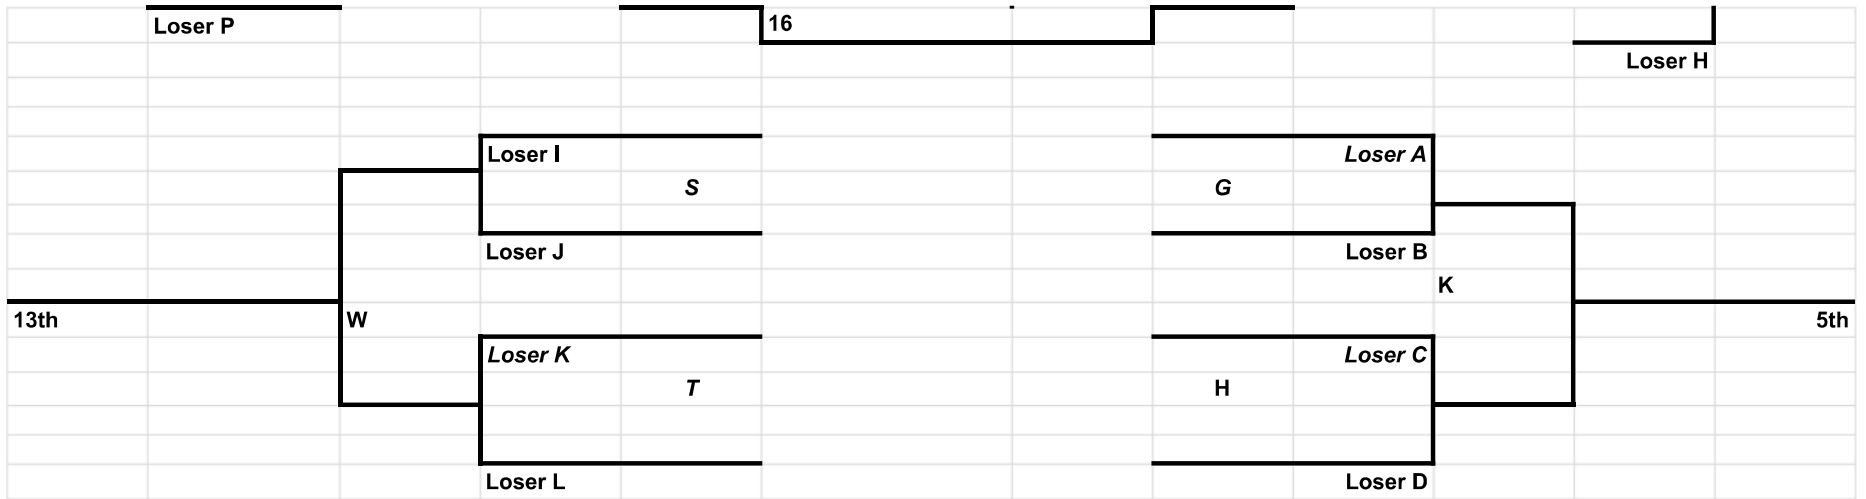 Loser P
16
Loser H
Loser I
Loser A
S
G
Loser J
Loser B
K
13th
W
5th
Loser K
Loser C
T
H
Loser L
Loser D